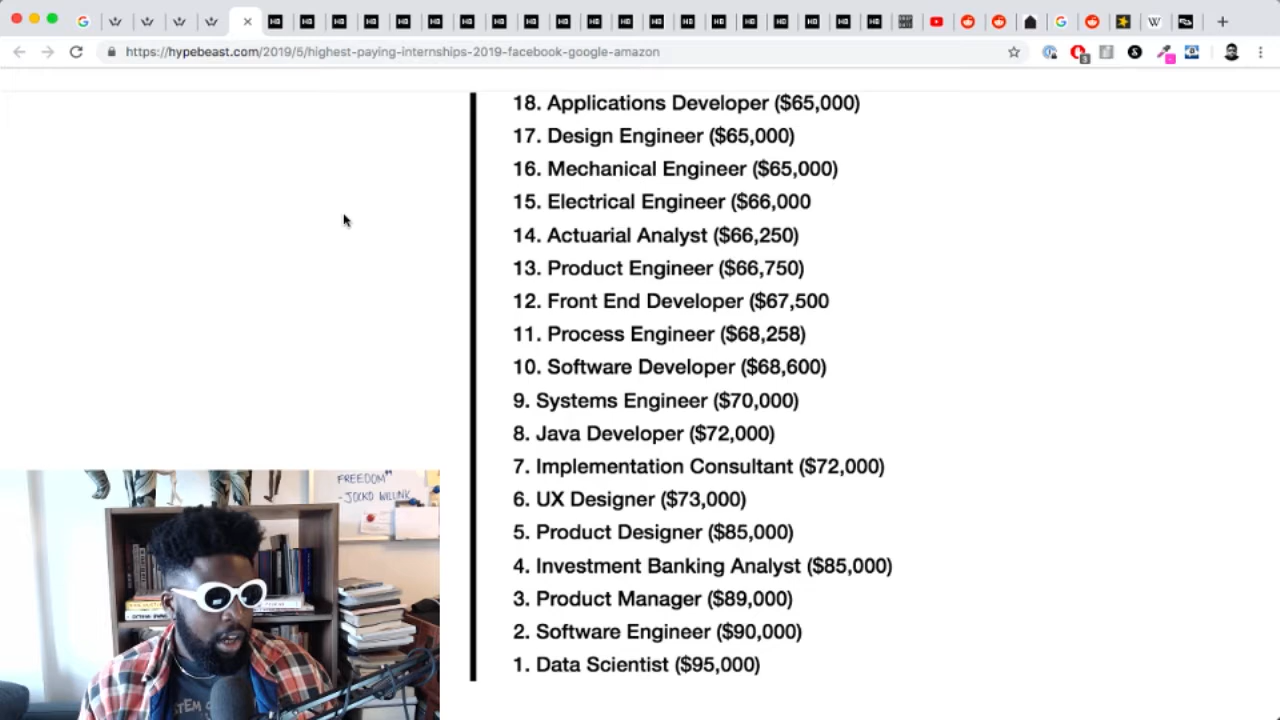 https://hypebeast.com/2019/5/highest-paying-internships-2019-facebook-google-amazon
18. Applications Developer ($65,000)
17. Design Engineer ($65,000)
16. Mechanical Engineer ($65,000)
15. Electrical Engineer ($66,000
14. Actuarial Analyst ($66,250)
13. Product Engineer ($66,750)
12. Front End Developer ($67,500
11. Process Engineer ($68,258)
10. Software Developer ($68,600)
9. Systems Engineer ($70,000)
8. Java Developer ($72,000)
7. Implementation Consultant ($72,000)
6. UX Designer ($73,000)
5. Product Designer ($85,000)
4. Investment Banking Analyst ($85,000)
3. Product Manager ($89,000)
2. Software Engineer ($90,000)
1. Data Scientist ($95,000)
FREEDOM"
-JOCKO WILLINK